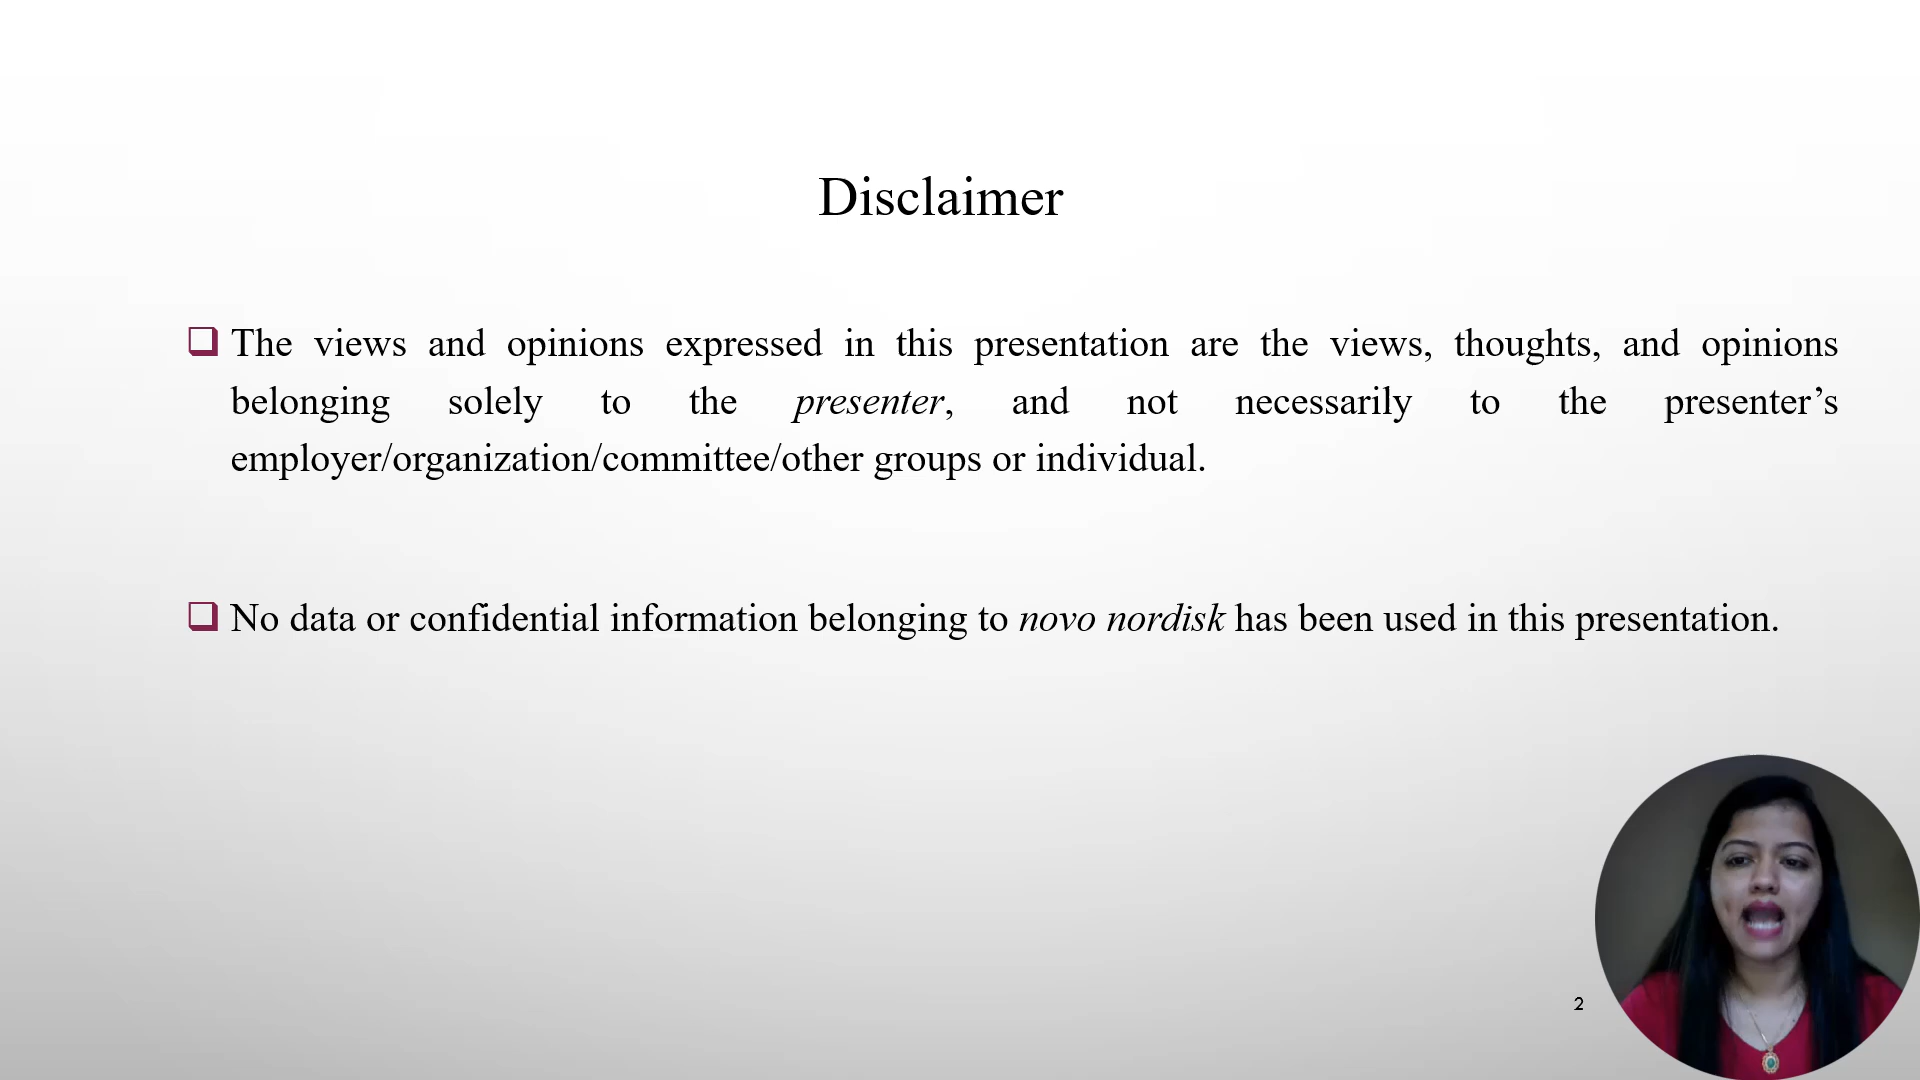 Disclaimer
The views and opinions expressed in this presentation are the views, thoughts, and opinions
belonging solely to the presenter, and not necessarily to the presenter’s
employer/organization/committee/other groups or individual.
No data or confidential information belonging to novo nordisk has been used in this presentation.
2